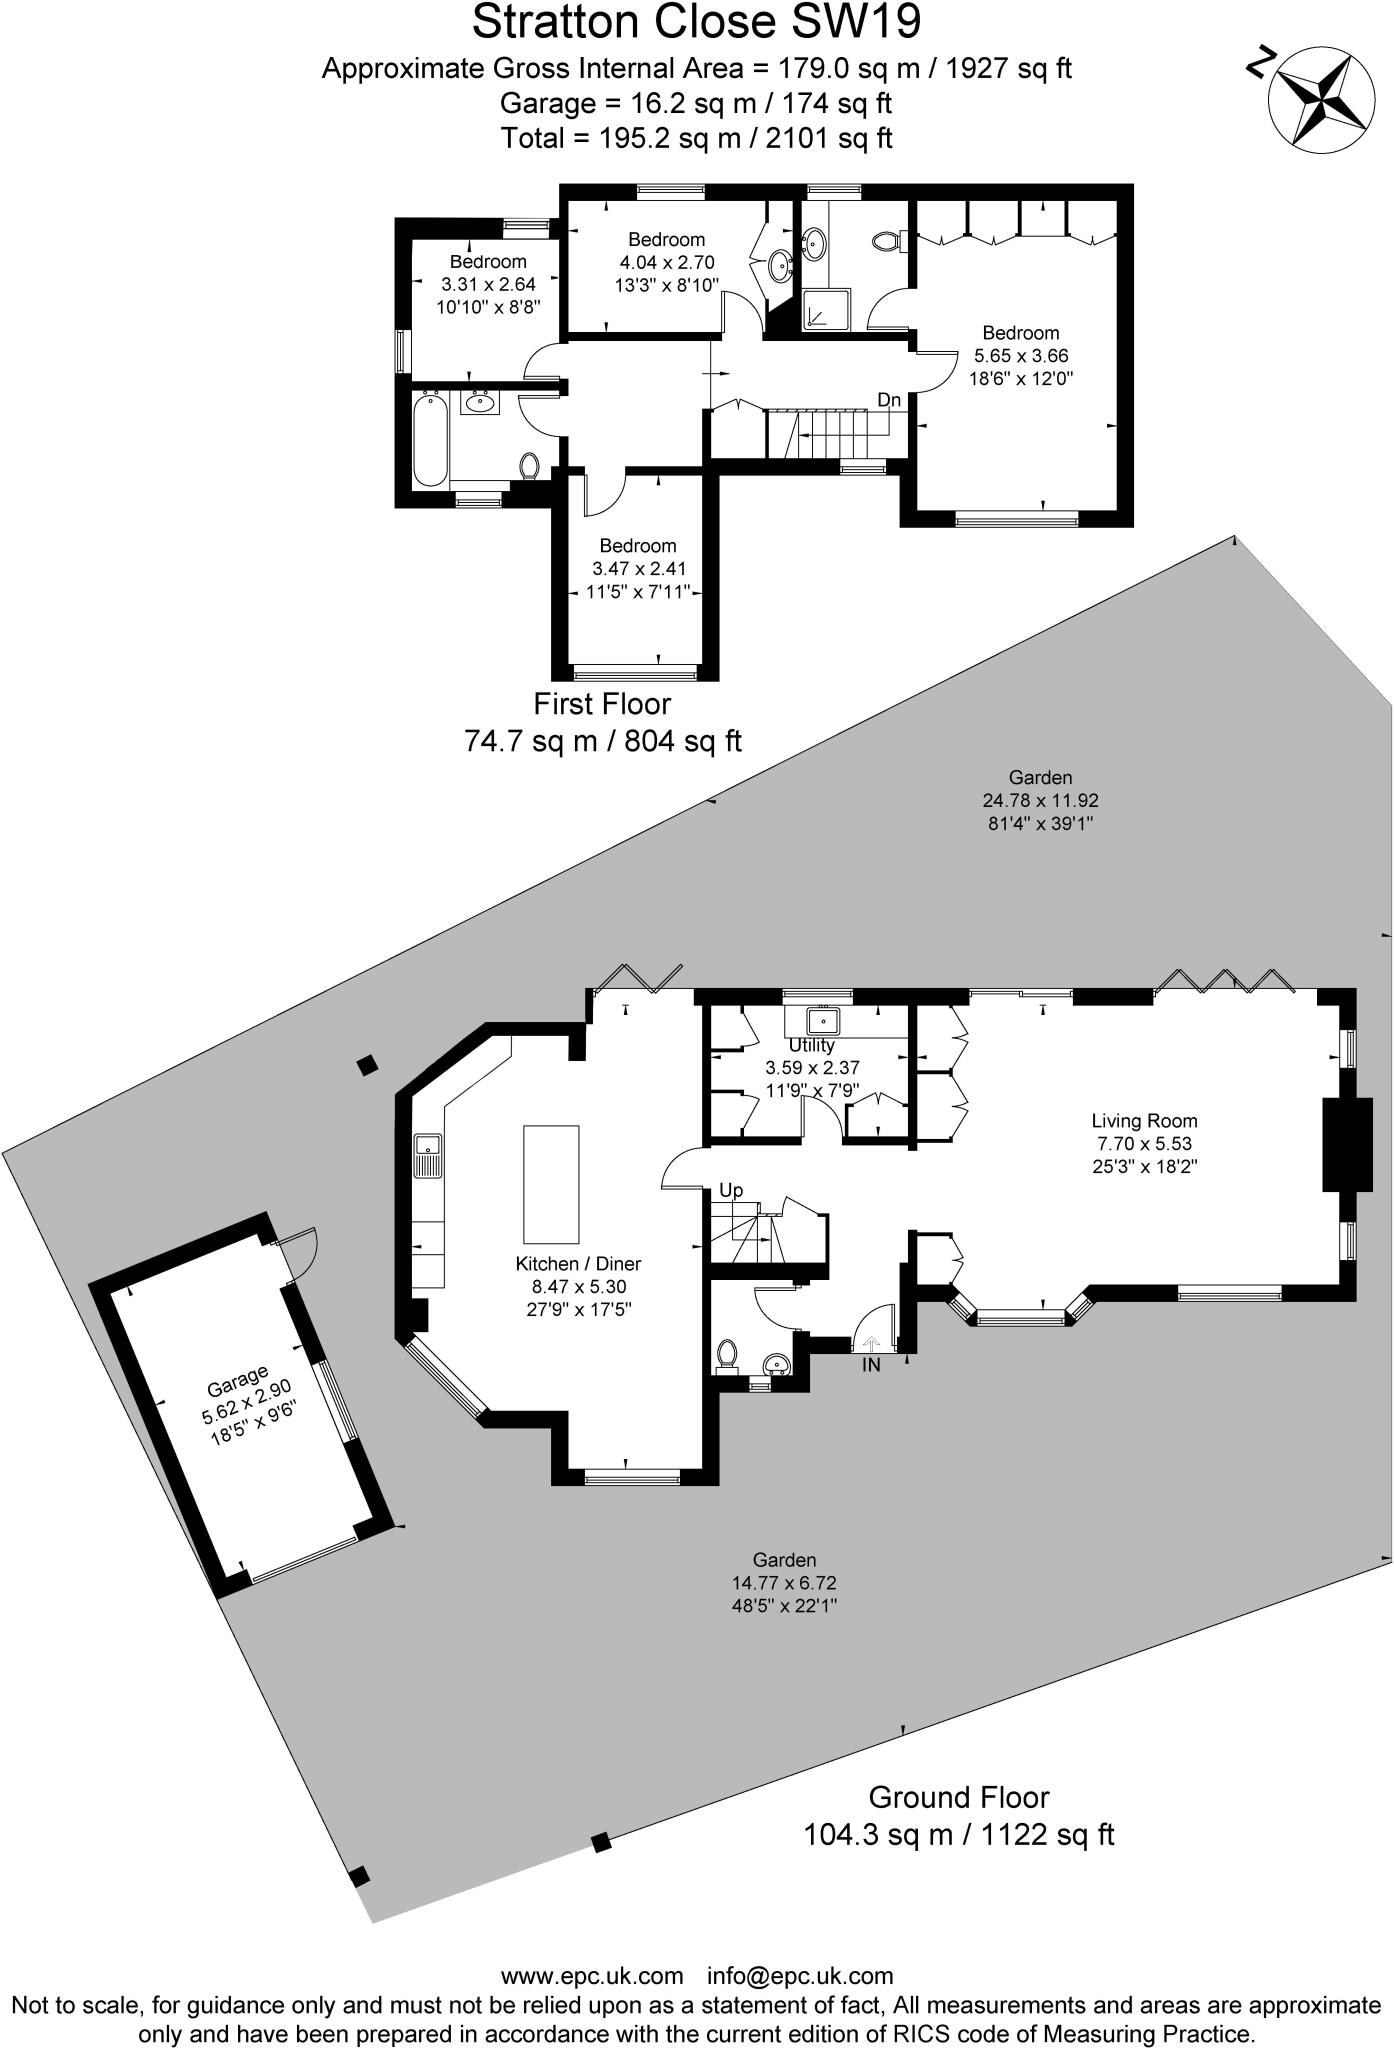 Stratton Close SW19
Approximate Gross Internal Area = 179.0 sq m / 1927 sq ft
Garage = 16.2 sq m / 174 sq ft
Total = 195.2 sq m / 2101 sq ft
N
Bedroom
3.31 x 2.64
10'10" x 8'8"
Bedroom
4.04 x 2.70
13'3" x 8'10"
Bedroom
5.65 x 3.66
18'6" x 12'0"
Dn
Bedroom
3.47 x 2.41
11'5" x 7'11"
First Floor
74.7 sq m / 804 sq ft
Garden
24.78 x 11.92
81'4" x 39'1"
Utility
3.59 x 2.37
11'9" x 7'9"
Living Room
7.70 x 5.53
25'3" x 18'2"
Up
Kitchen / Diner
8.47 x 5.30
27'9" x 17'5"
IN
Garage
5.62 x 2.90
18'5" x 9'6"
Garden
14.77 x 6.72
48'5" x 22'1"
Ground Floor
104.3 sq m / 1122 sq ft
www.epc.uk.com info@epc.uk.com
Not to scale, for guidance only and must not be relied upon as a statement of fact, All measurements and areas are approximate
only and have been prepared in accordance with the current edition of RICS code of Measuring Practice.